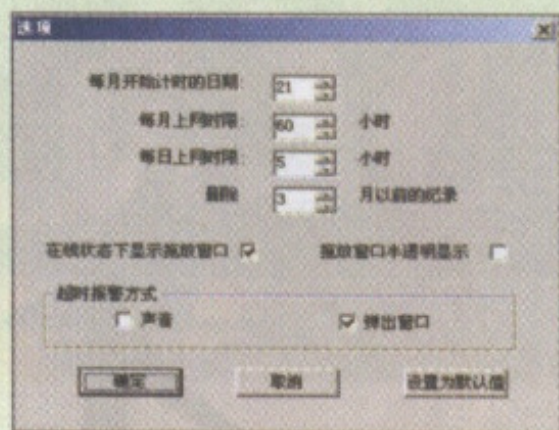 选项
每月开始计时的日期: 21
每月上网时限: 60 小时
每日上网时限: 5 小时
删除 3 月以前的纪录
在线状态下显示拖放窗口 拖放窗口半透明显示
超时报警方式
声音 弹出窗口
确定 取消 设置为默认值